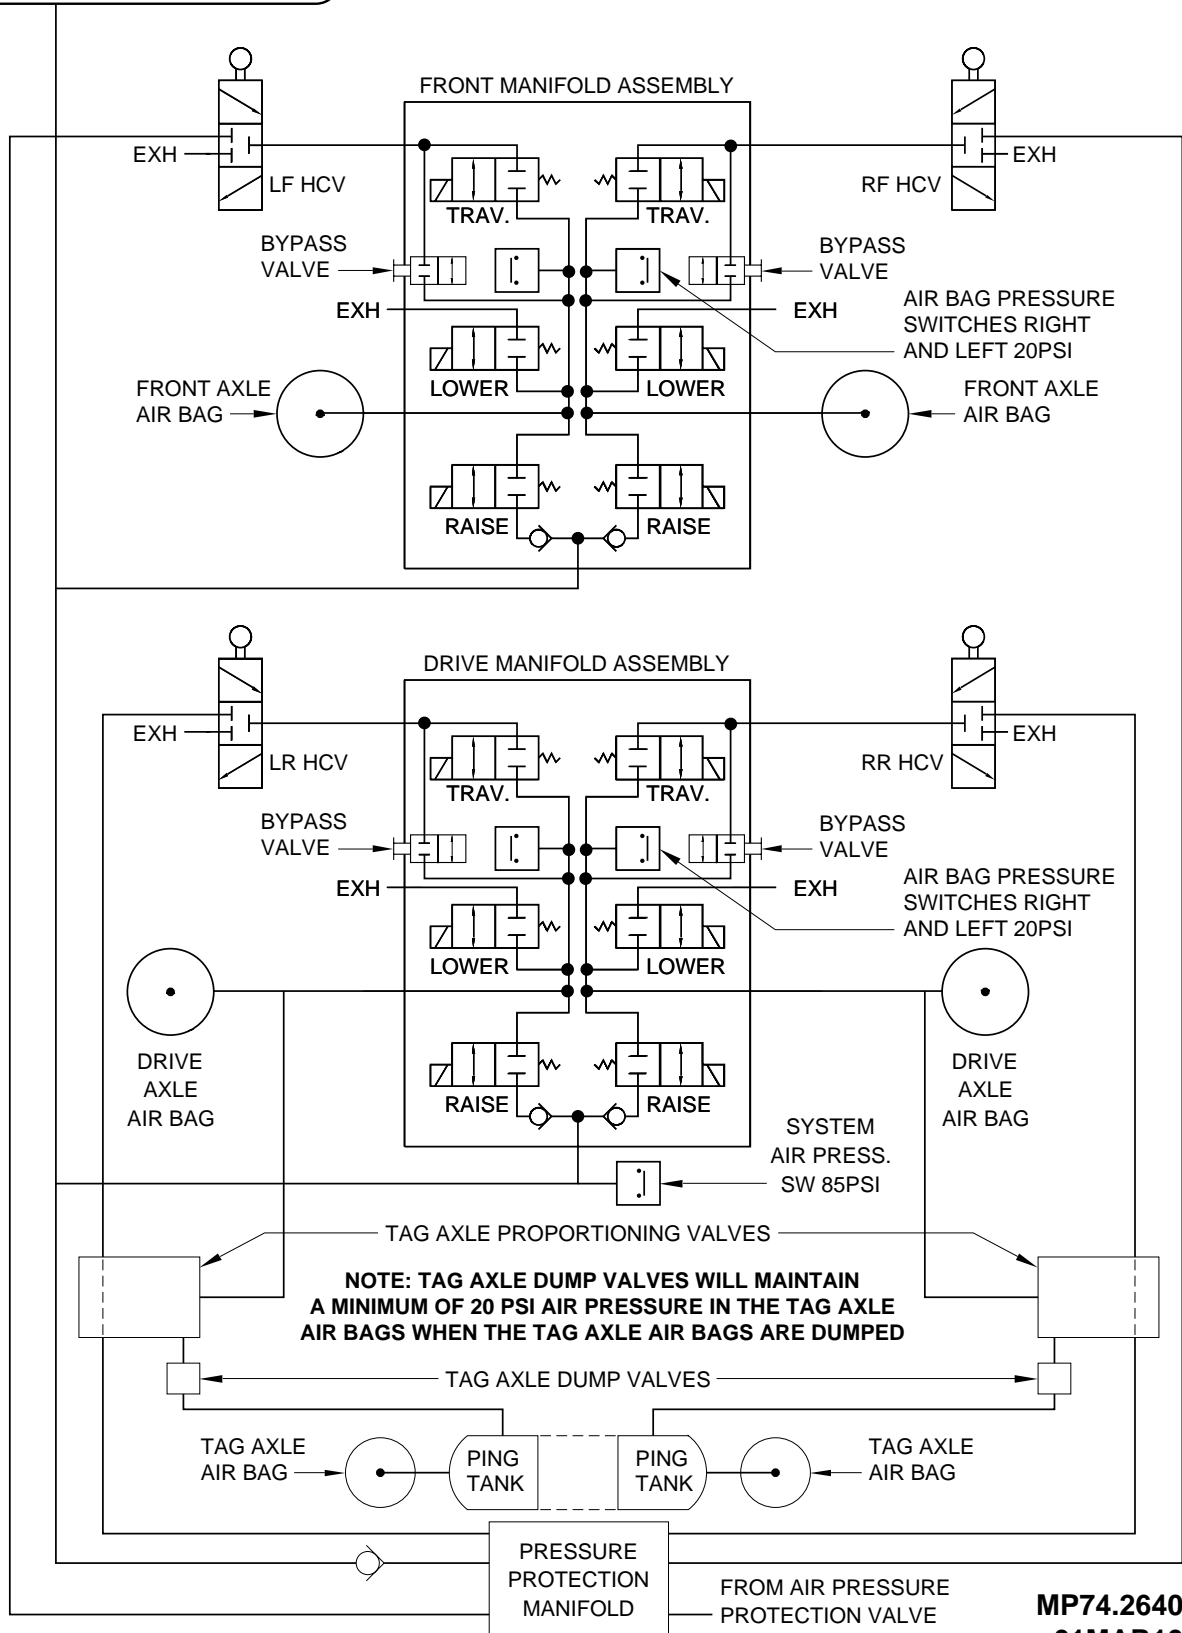 FRONT MANIFOLD ASSEMBLY
EXH
LF HCV
TRAV.
TRAV.
RF HCV
EXH
BYPASS
VALVE
BYPASS
VALVE
EXH
EXH
AIR BAG PRESSURE
SWITCHES RIGHT
AND LEFT 20PSI
LOWER
LOWER
FRONT AXLE
AIR BAG
FRONT AXLE
AIR BAG
RAISE
RAISE
DRIVE MANIFOLD ASSEMBLY
EXH
LR HCV
TRAV.
TRAV.
RR HCV
EXH
BYPASS
VALVE
BYPASS
VALVE
EXH
EXH
AIR BAG PRESSURE
SWITCHES RIGHT
AND LEFT 20PSI
LOWER
LOWER
DRIVE
AXLE
AIR BAG
DRIVE
AXLE
AIR BAG
RAISE
RAISE
SYSTEM
AIR PRESS.
SW 85PSI
TAG AXLE PROPORTIONING VALVES
NOTE: TAG AXLE DUMP VALVES WILL MAINTAIN
A MINIMUM OF 20 PSI AIR PRESSURE IN THE TAG AXLE
AIR BAGS WHEN THE TAG AXLE AIR BAGS ARE DUMPED
TAG AXLE DUMP VALVES
TAG AXLE
AIR BAG
PING
TANK
PING
TANK
TAG AXLE
AIR BAG
PRESSURE
PROTECTION
MANIFOLD
FROM AIR PRESSURE
PROTECTION VALVE
MP74.2640